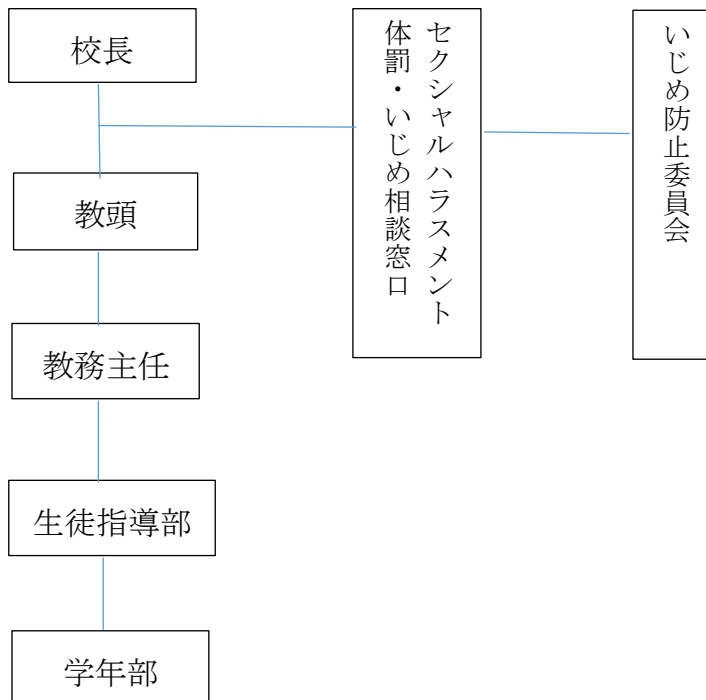 校長
セクシャルハラスメント
体罰・いじめ相談窓口
いじめ防止委員会
教頭
教務主任
生徒指導部
学年部